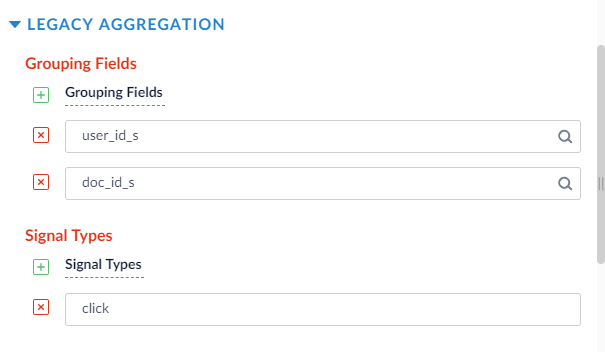 LEGACY AGGREGATION
Grouping Fields
Grouping Fields
user_id_s
doc_id_s
Signal Types
Signal Types
click